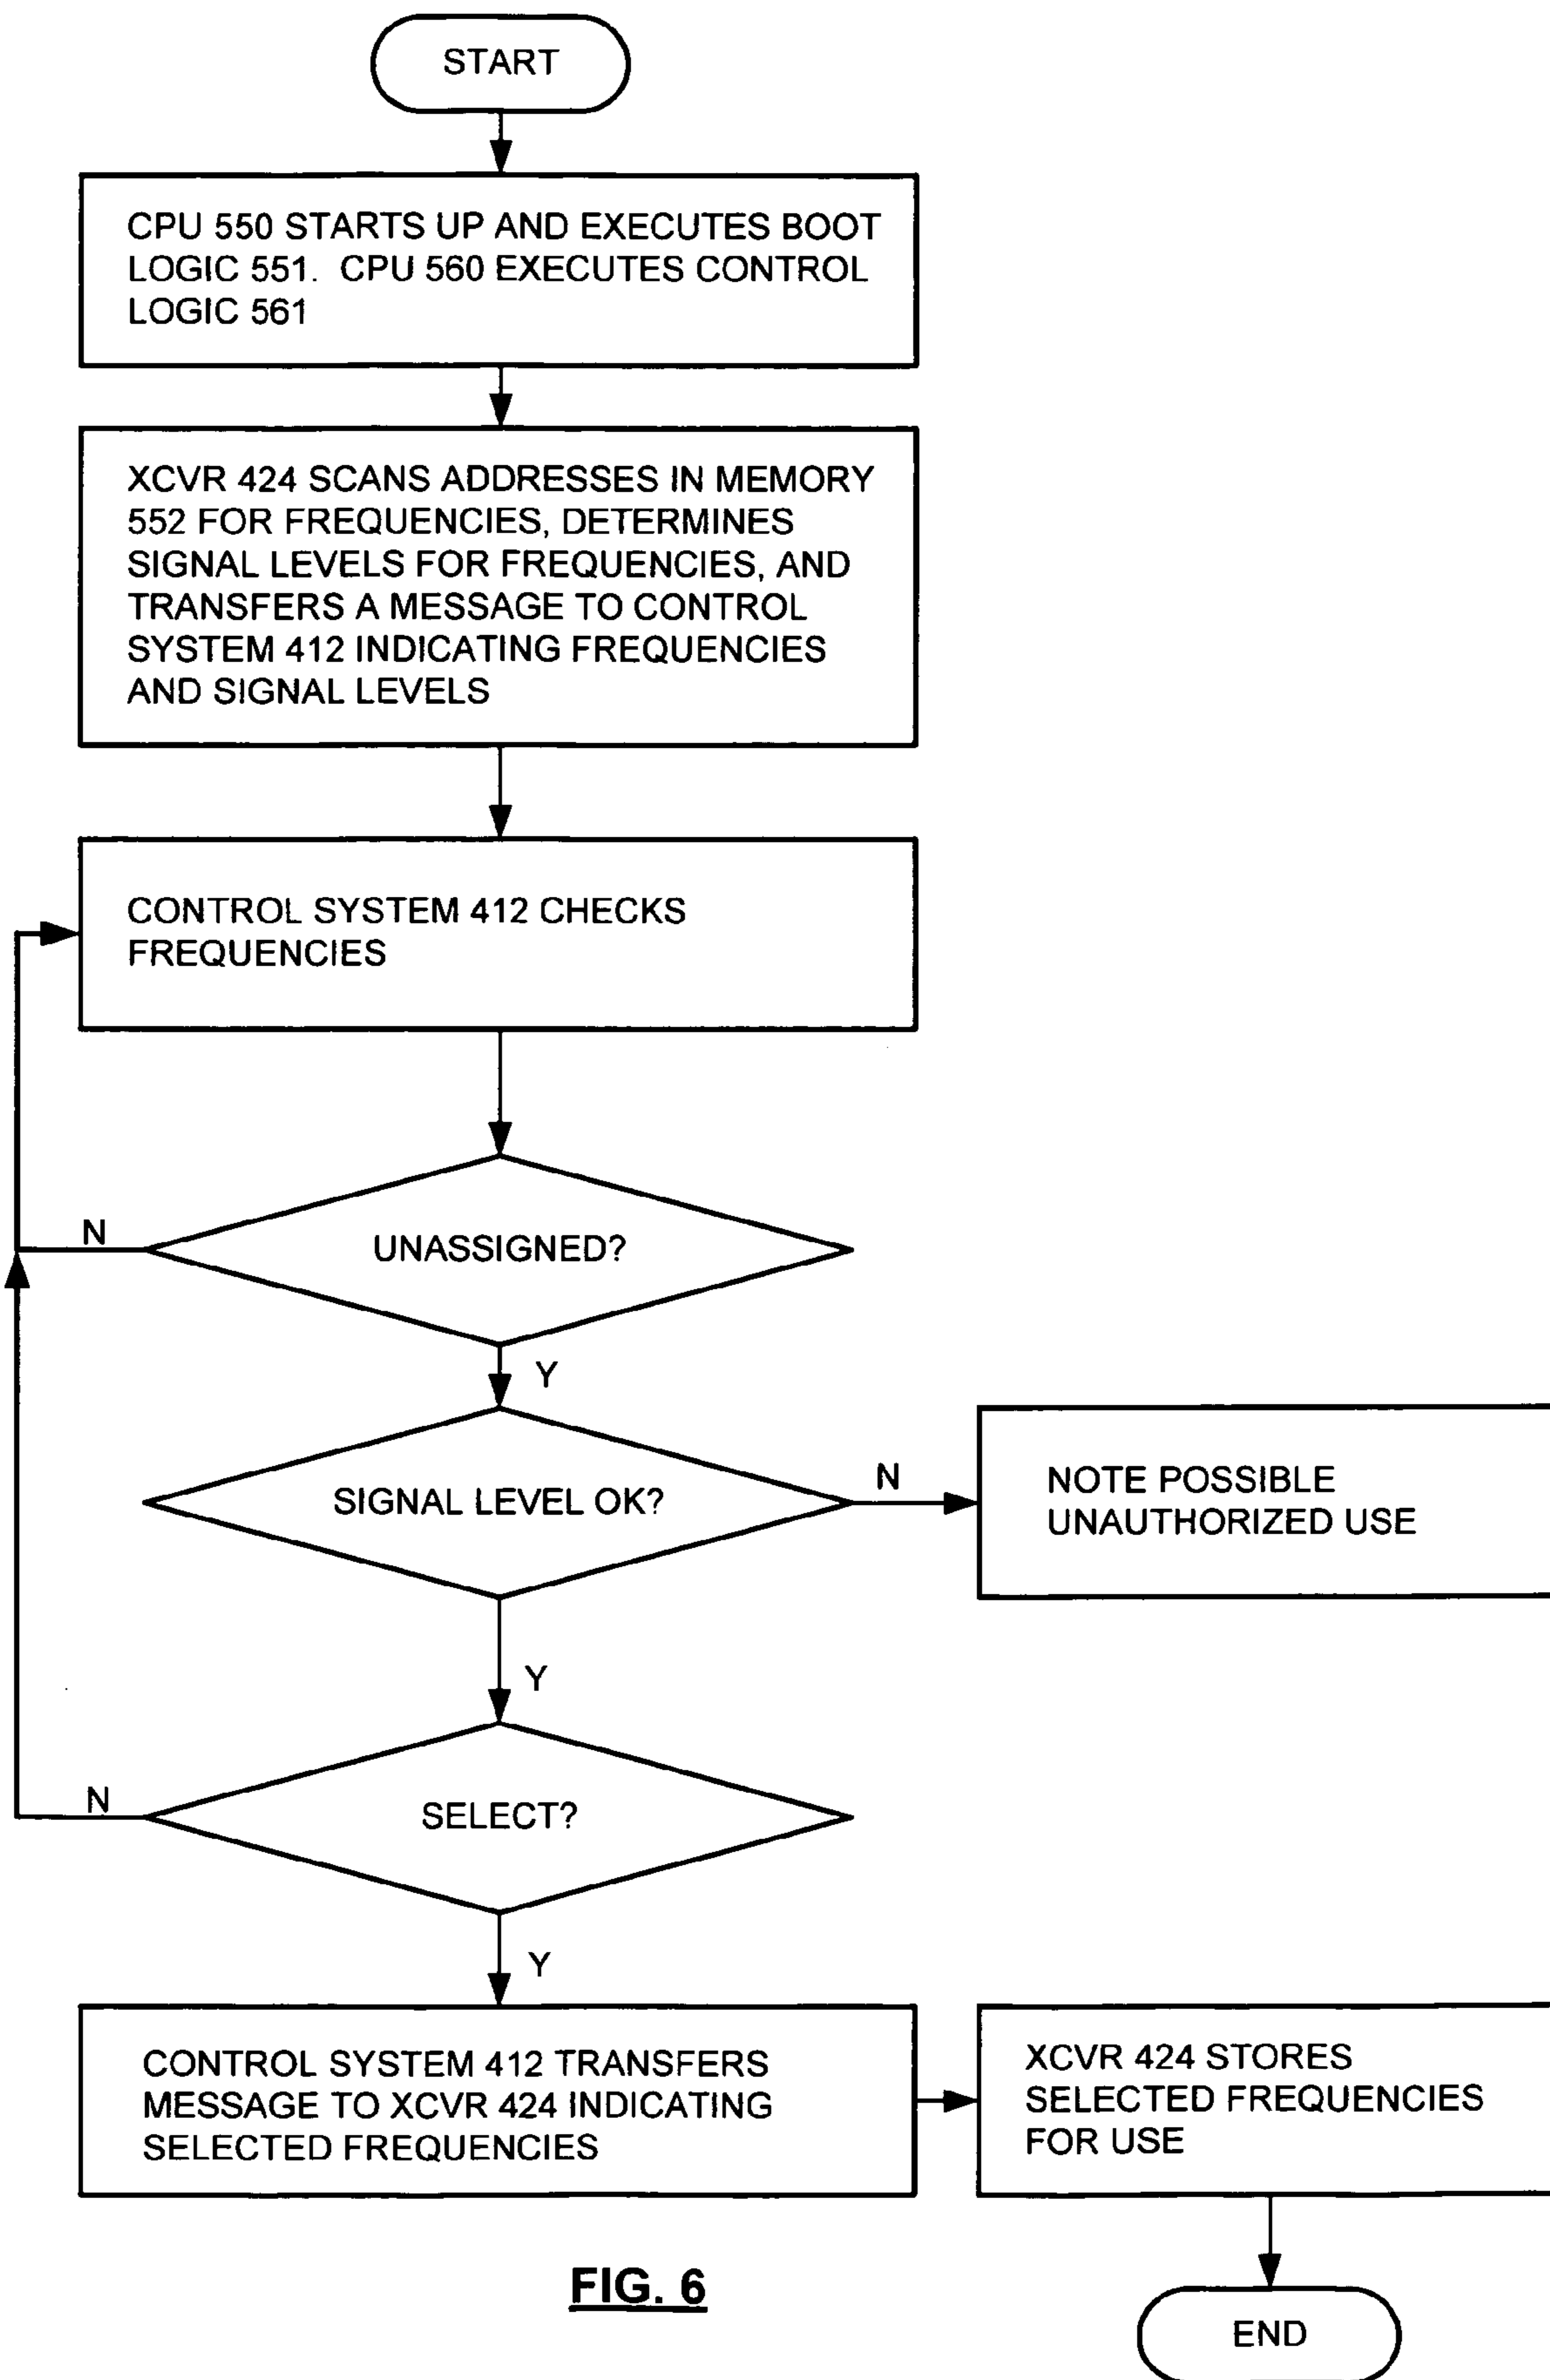 START
CPU 550 STARTS UP AND EXECUTES BOOT
LOGIC 551. CPU 560 EXECUTES CONTROL
LOGIC 561
XCVR 424 SCANS ADDRESSES IN MEMORY
552 FOR FREQUENCIES, DETERMINES
SIGNAL LEVELS FOR FREQUENCIES, AND
TRANSFERS A MESSAGE TO CONTROL
SYSTEM 412 INDICATING FREQUENCIES
AND SIGNAL LEVELS
CONTROL SYSTEM 412 CHECKS
FREQUENCIES
N
UNASSIGNED?
Y
SIGNAL LEVEL OK?
N
NOTE POSSIBLE
UNAUTHORIZED USE
Y
N
SELECT?
Y
CONTROL SYSTEM 412 TRANSFERS
MESSAGE TO XCVR 424 INDICATING
SELECTED FREQUENCIES
XCVR 424 STORES
SELECTED FREQUENCIES
FOR USE
FIG. 6
END